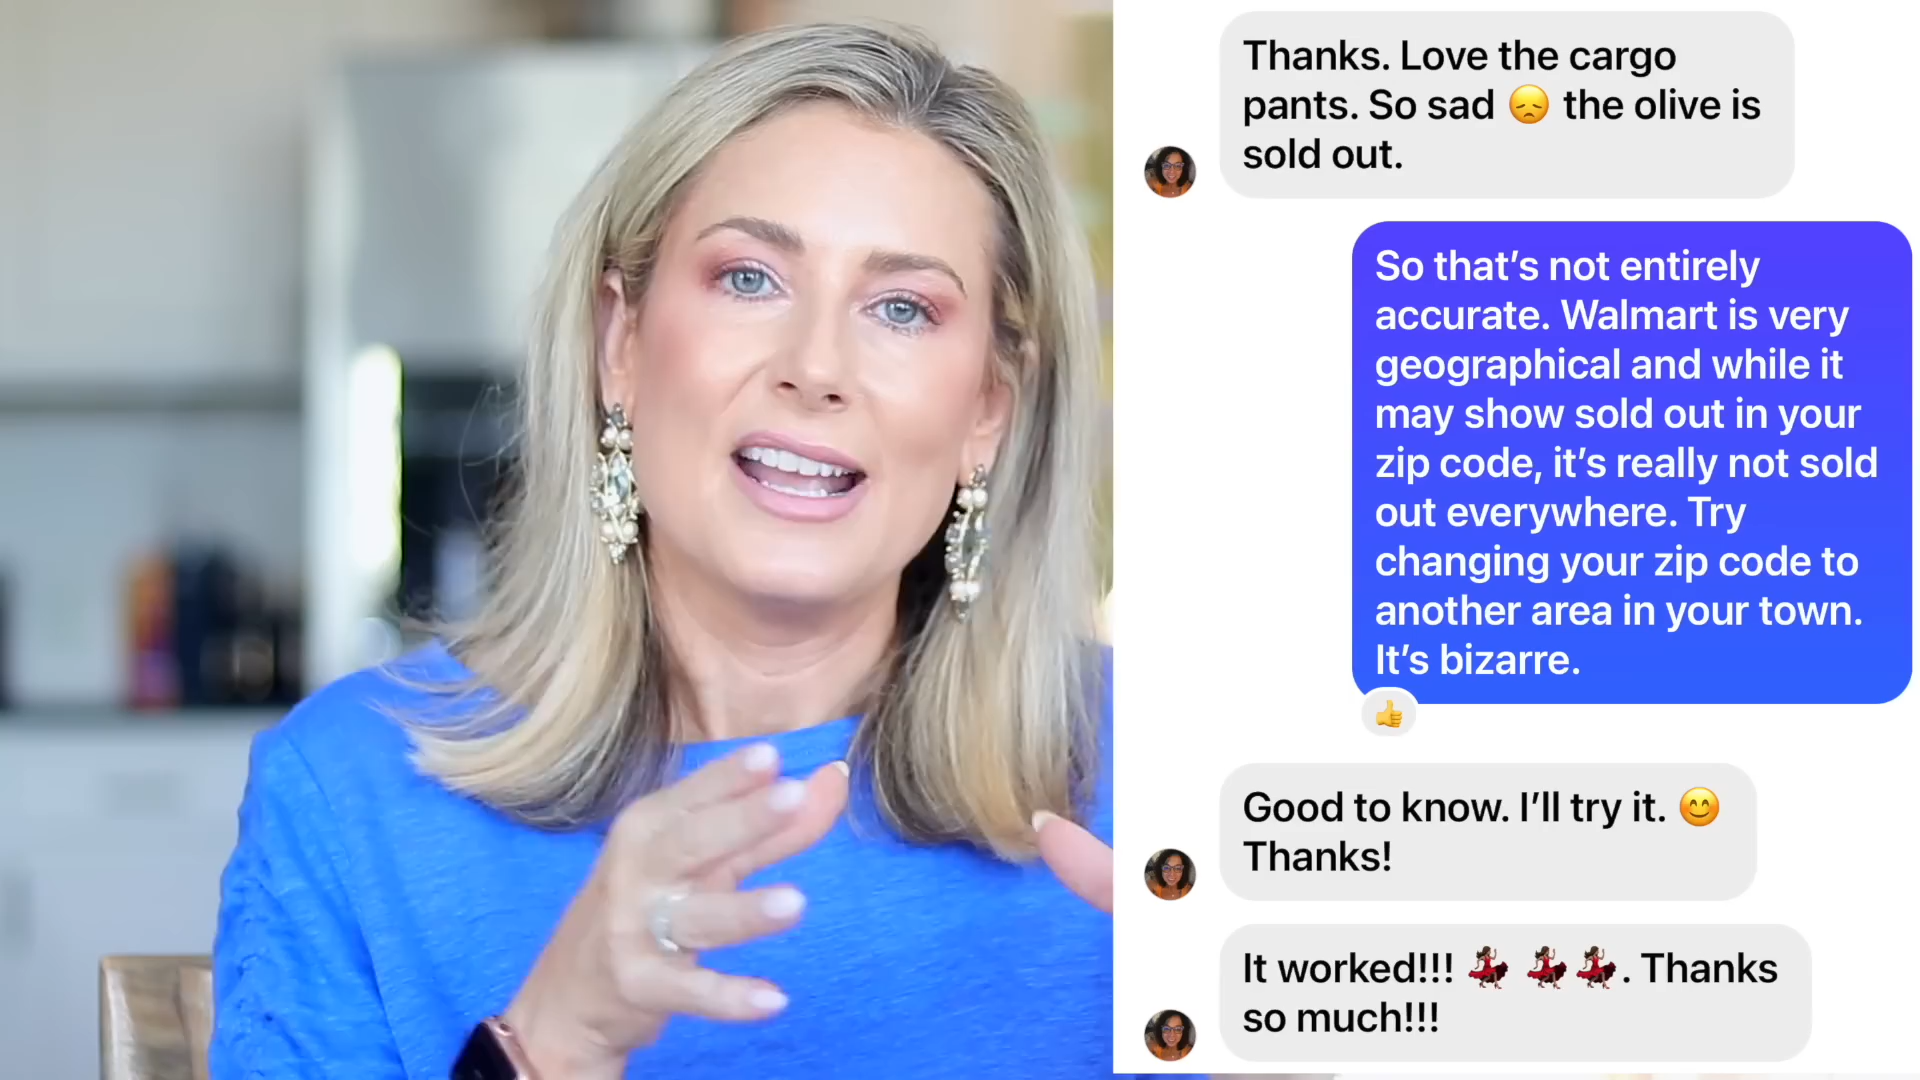 Thanks. Love the cargo
pants. So sad 😞 the olive is
sold out.
So that’s not entirely
accurate. Walmart is very
geographical and while it
may show sold out in your
zip code, it’s really not sold
out everywhere. Try
changing your zip code to
another area in your town.
It’s bizarre.
👍
Good to know. I’ll try it. 😊
Thanks!
It worked!!! 💃🏾 💃🏾💃🏾. Thanks
so much!!!